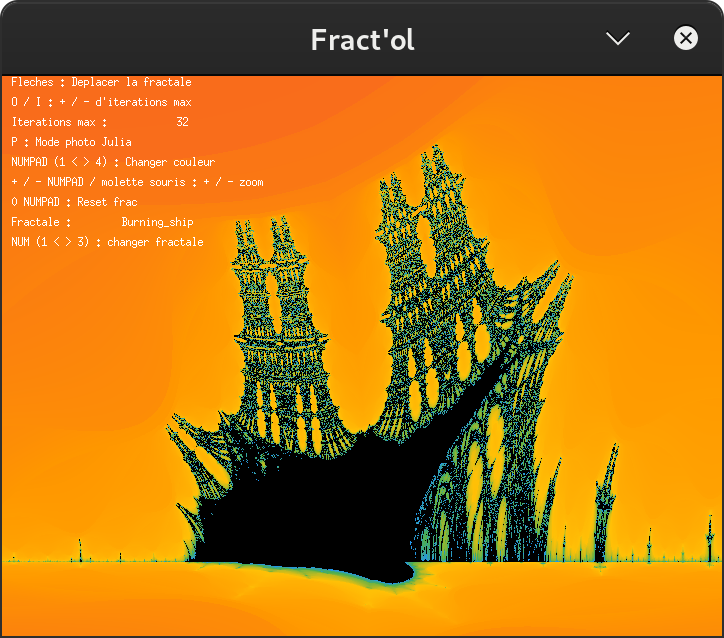 Fract'ol
Fleches : Deplacer la fractale
O / I : + / - d'iterations max
Iterations max : 32
P : Mode photo Julia
NUMPAD (1 < > 4) : Changer couleur
+ / - NUMPAD / molette souris : + / - zoom
0 NUMPAD : Reset frac
Fractale : Burning_ship
NUM (1 < > 3) : changer fractale